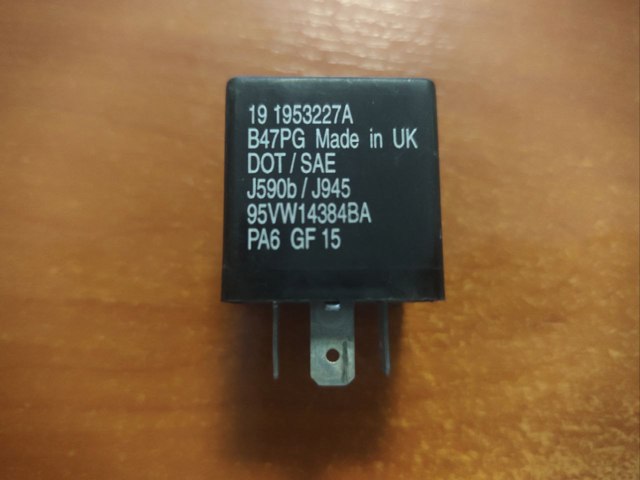 19 1953227A
B47PG Made in UK
DOT / SAE
J590b / J945
95VW14384BA
PA6 GF 15